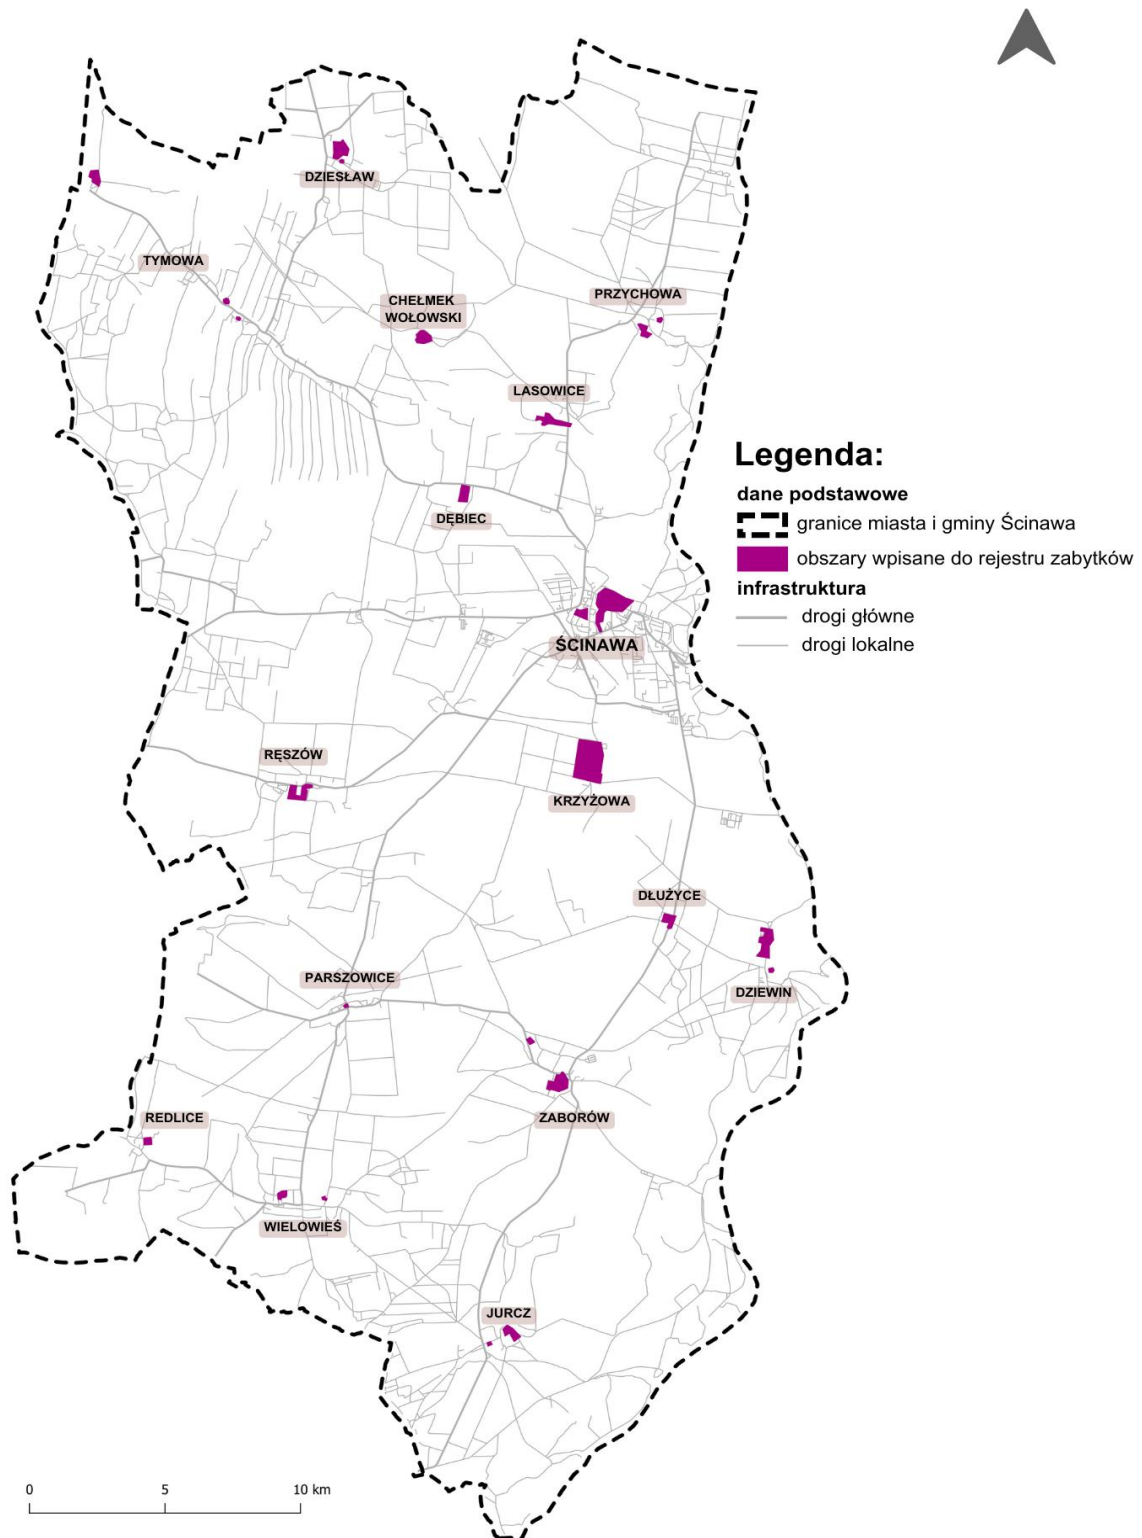 DZIESŁAW
TYMOWA
CHEŁMEK
WOŁOWSKI
PRZYCHOWA
LASOWICE
DĘBIEC
ŚCINAWA
RĘSZÓW
KRZYŻOWA
DŁUŻYCE
PARSZOWICE
DZIEWIN
REDLICE
ZABORÓW
WIELOWIEŚ
JURCZ
Legenda:
dane podstawowe
granice miasta i gminy Ścinawa
obszary wpisane do rejestru zabytków
infrastruktura
drogi główne
drogi lokalne
0 5 10 km